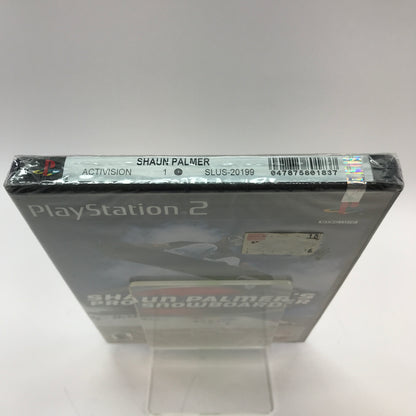 SHAUN PALMER
ACTIVISION 1 SLUS-20199
047875801837
PlayStation 2
SHAUN PALMER'S
PRO SNOWBOARDER